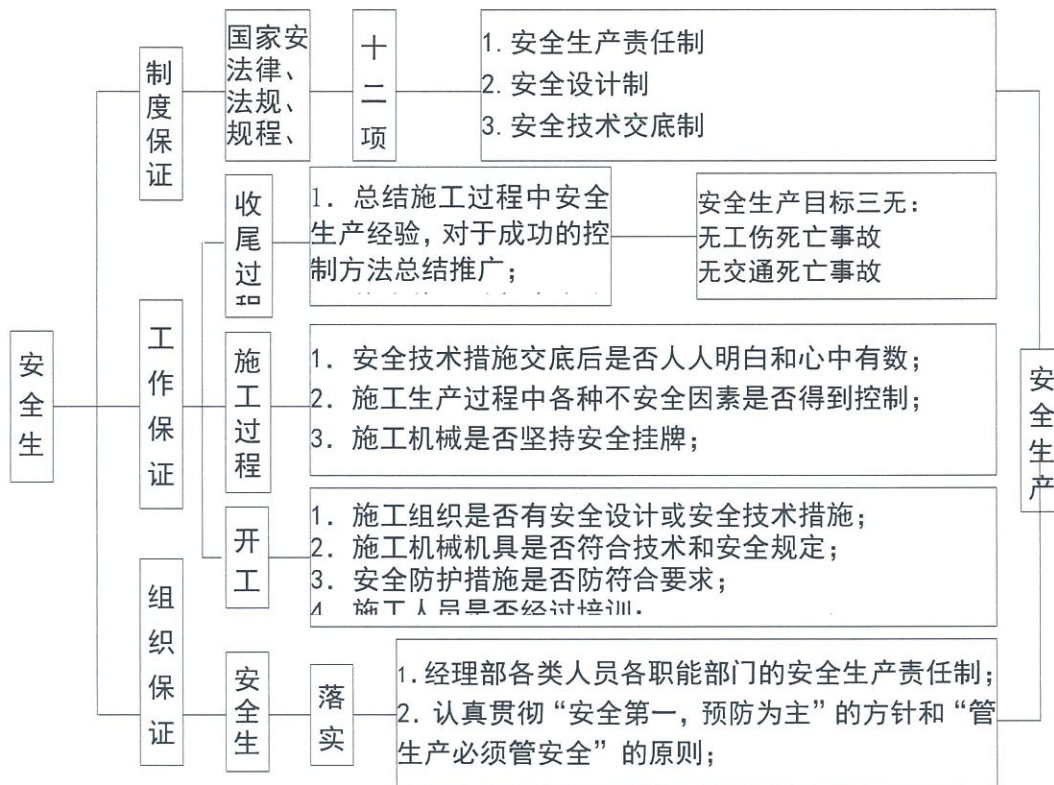 安全生
制度保证
国家安
法律、
法规、
规程、
十二项
1. 安全生产责任制
2. 安全设计制
3. 安全技术交底制
工作保证
收尾过程
1. 总结施工过程中安全
生产经验，对于成功的控
制方法总结推广；
安全生产目标三无：
无工伤死亡事故
无交通死亡事故
施工过程
1. 安全技术措施交底后是否人人明白和心中有数；
2. 施工生产过程中各种不安全因素是否得到控制；
3. 施工机械是否坚持安全挂牌；
开工
1. 施工组织是否有安全设计或安全技术措施；
2. 施工机械机具是否符合技术和安全规定；
3. 安全防护措施是否防符合要求；
4. 施工人员是否经过培训；
组织保证
安全生
落实
1. 经理部各类人员各职能部门的安全生产责任制；
2. 认真贯彻“安全第一，预防为主”的方针和“管
生产必须管安全”的原则；
安全生产